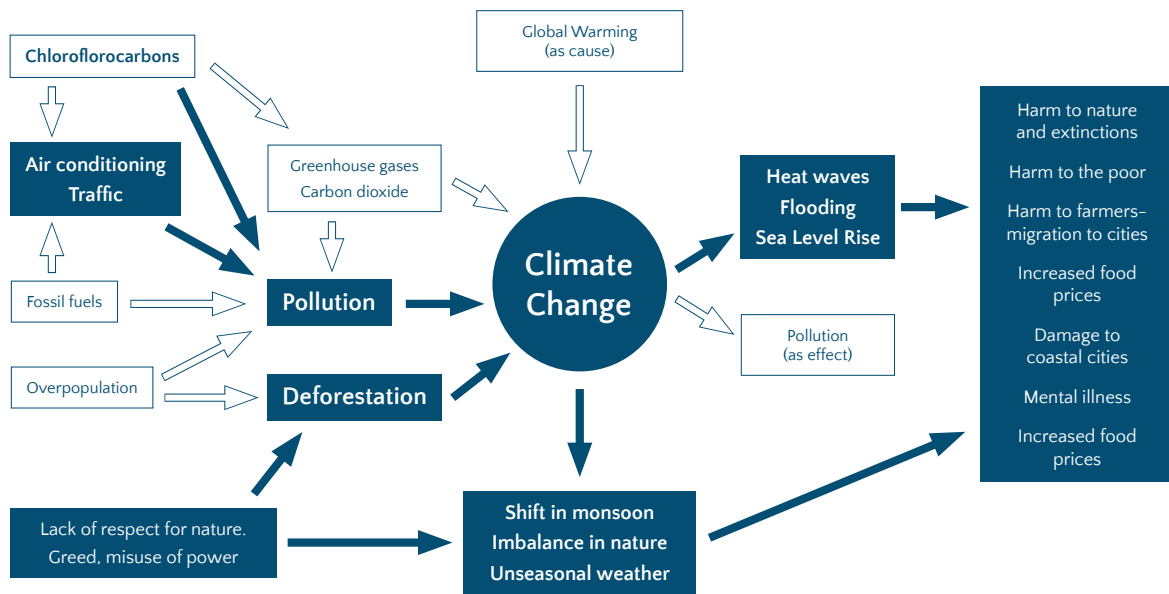 Chloroflorocarbons
Global Warming
(as cause)
Air conditioning
Traffic
Greenhouse gases
Carbon dioxide
Fossil fuels
Pollution
Overpopulation
Deforestation
Lack of respect for nature.
Greed, misuse of power
Climate
Change
Heat waves
Flooding
Sea Level Rise
Pollution
(as effect)
Shift in monsoon
Imbalance in nature
Unseasonal weather
Harm to nature
and extinctions
Harm to the poor
Harm to farmers-
migration to cities
Increased food
prices
Damage to
coastal cities
Mental illness
Increased food
prices